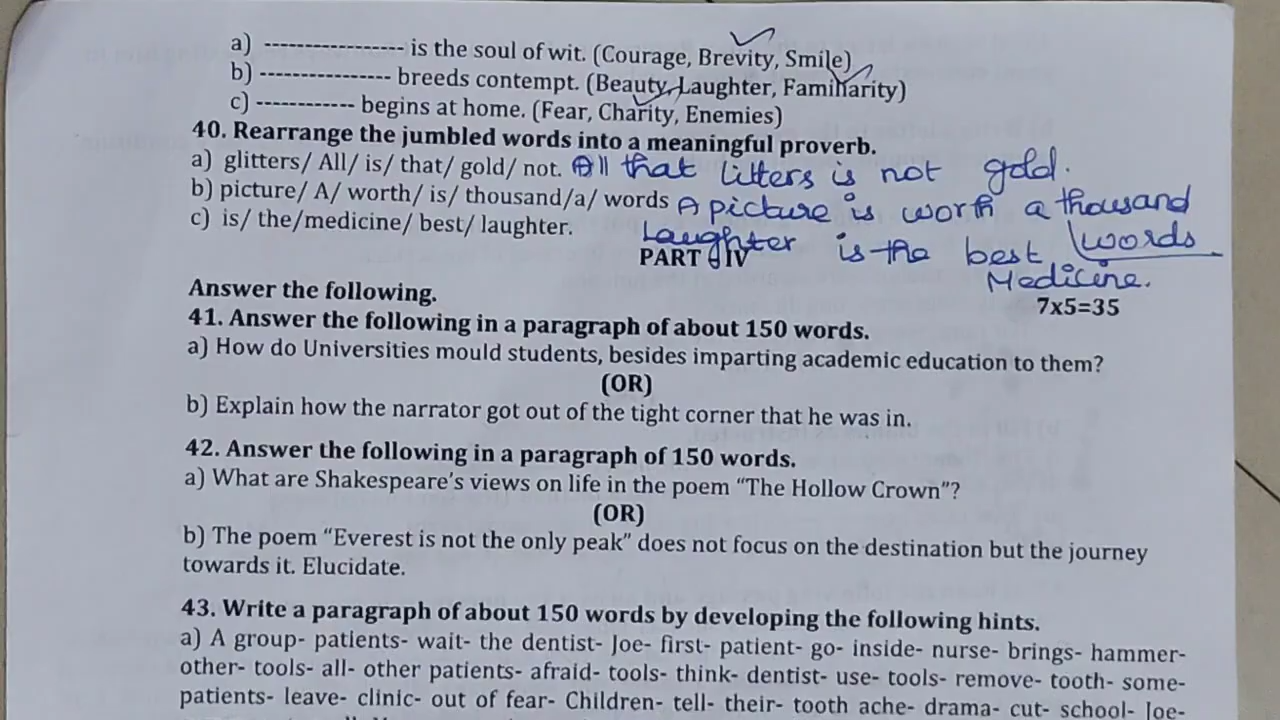 a) ---------------- is the soul of wit. (Courage, Brevity, Smile)
b) --------------- breeds contempt. (Beauty, Laughter, Familiarity)
c) ----------- begins at home. (Fear, Charity, Enemies)
40. Rearrange the jumbled words into a meaningful proverb.
a) glitters/ All/ is/ that/ gold/ not. All that litters is not gold.
b) picture/ A/ worth/ is/ thousand/a/ words A picture is worth a thousand
words
c) is/ the/medicine/ best/ laughter. Laughter is the best
Medicine.
PART - IV
Answer the following.
7x5=35
41. Answer the following in a paragraph of about 150 words.
a) How do Universities mould students, besides imparting academic education to them?
(OR)
b) Explain how the narrator got out of the tight corner that he was in.
42. Answer the following in a paragraph of 150 words.
a) What are Shakespeare's views on life in the poem "The Hollow Crown"?
(OR)
b) The poem "Everest is not the only peak" does not focus on the destination but the journey
towards it. Elucidate.
43. Write a paragraph of about 150 words by developing the following hints.
a) A group- patients- wait- the dentist- Joe- first- patient- go- inside- nurse- brings- hammer-
other- tools- all- other patients- afraid- tools- think- dentist- use- tools- remove- tooth- some-
patients- leave- clinic- out of fear- Children- tell- their- tooth ache- drama- cut- school- Joe-